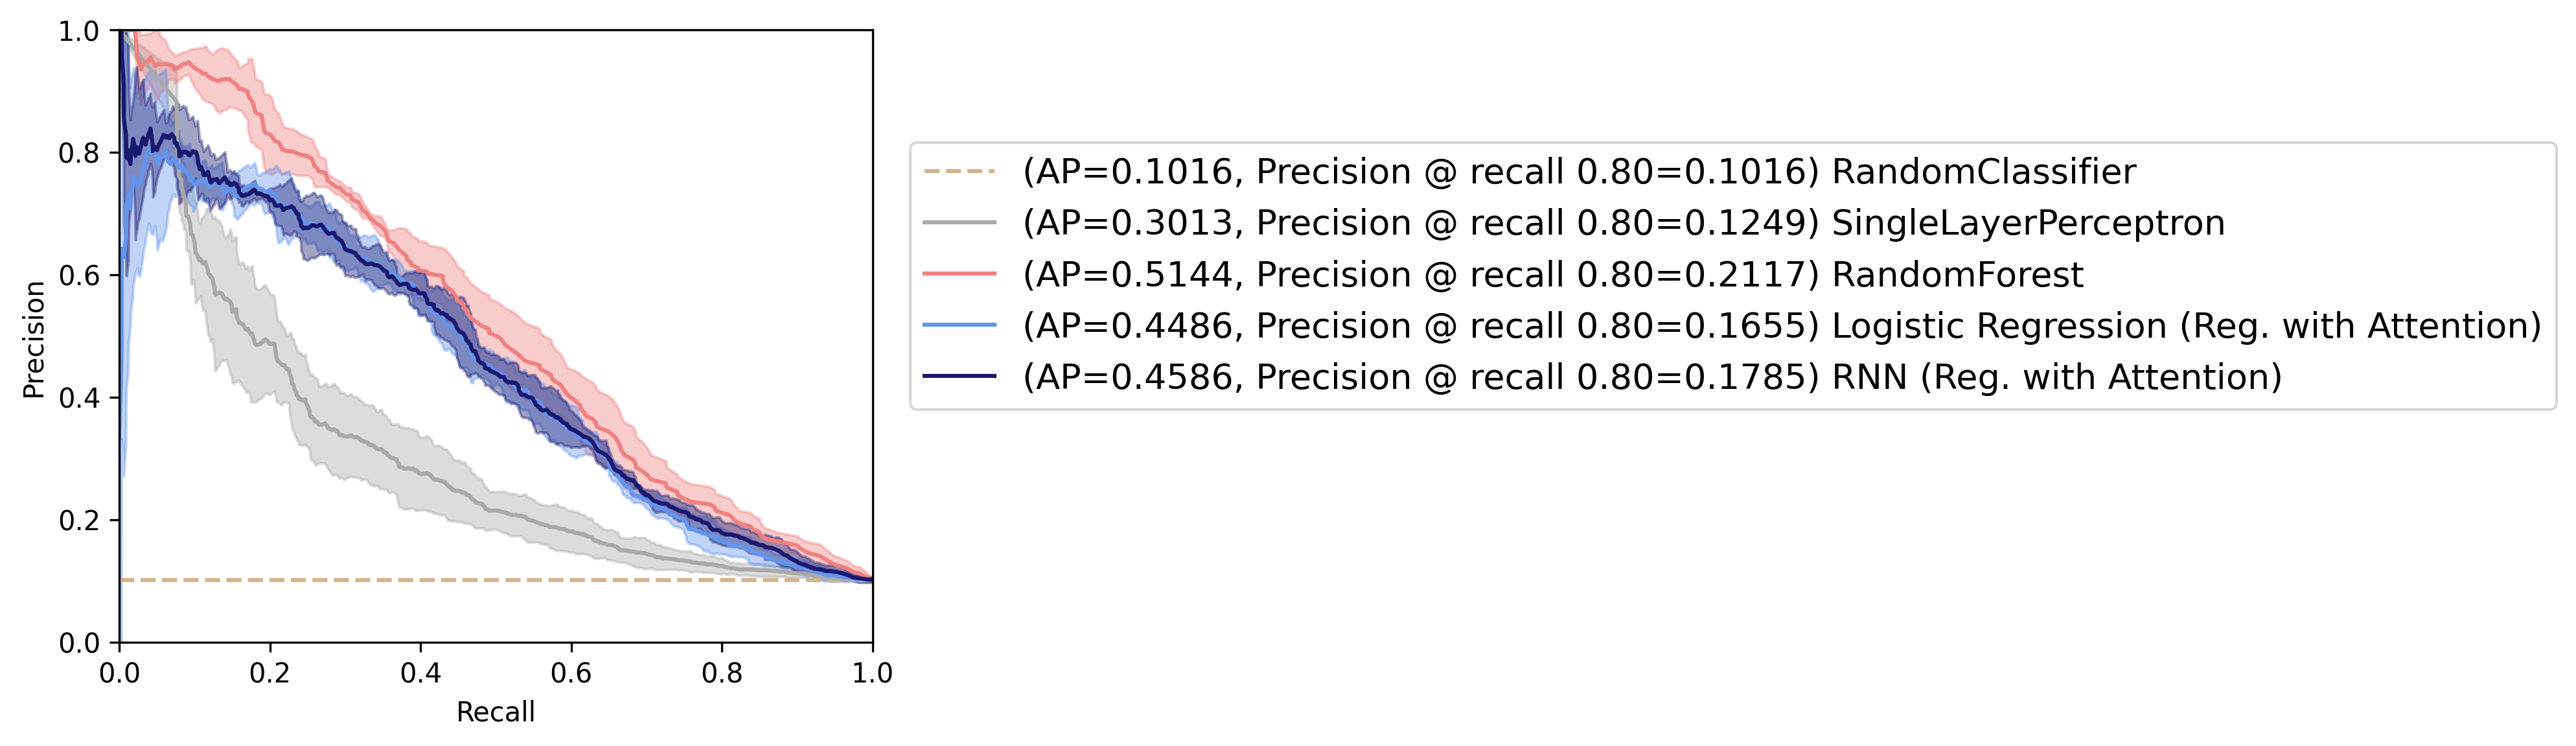 1.0
0.8
0.6
0.4
0.2
0.0
Precision
0.0 0.2 0.4 0.6 0.8 1.0
Recall
(AP=0.1016, Precision @ recall 0.80=0.1016) RandomClassifier
(AP=0.3013, Precision @ recall 0.80=0.1249) SingleLayerPerceptron
(AP=0.5144, Precision @ recall 0.80=0.2117) RandomForest
(AP=0.4486, Precision @ recall 0.80=0.1655) Logistic Regression (Reg. with Attention)
(AP=0.4586, Precision @ recall 0.80=0.1785) RNN (Reg. with Attention)